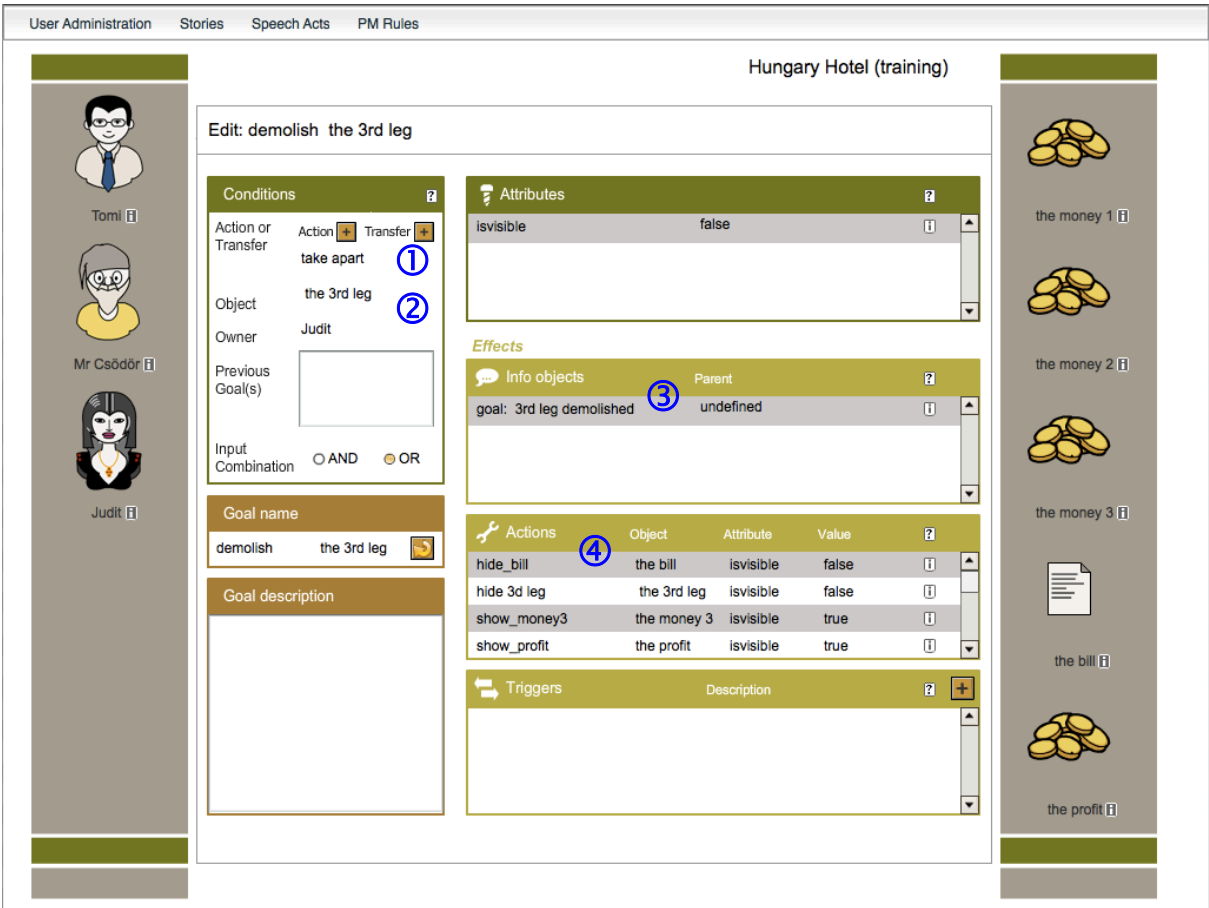 User Administration Stories Speech Acts PM Rules
Hungary Hotel (training)
Tomi
Mr Csödör
Judit
Edit: demolish the 3rd leg
Conditions ?
Action or Transfer
Action + Transfer +
take apart ①
Object the 3rd leg ②
Owner Judit
Previous Goal(s)
Input Combination AND OR
Goal name
demolish the 3rd leg
Goal description
Attributes ?
isvisible false
Effects
Info objects Parent ?
③
goal: 3rd leg demolished undefined
Actions Object Attribute Value ?
④
hide_bill the bill isvisible false
hide 3d leg the 3rd leg isvisible false
show_money3 the money 3 isvisible true
show_profit the profit isvisible true
Triggers Description ? +
the money 1
the money 2
the money 3
the bill
the profit